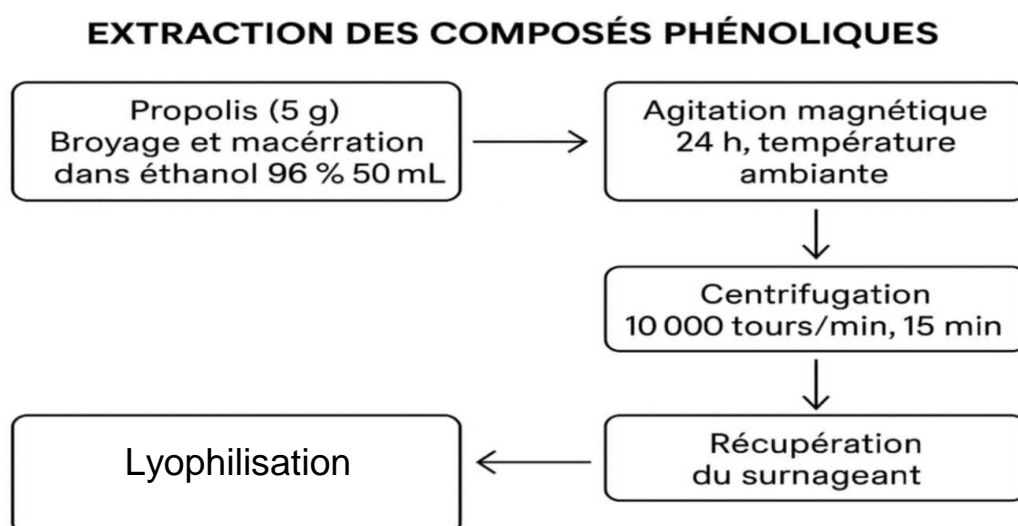 EXTRACTION DES COMPOSÉS PHÉNOLIQUES
Propolis (5 g)
Broyage et macérration
dans éthanol 96 % 50 mL
Agitation magnétique
24 h, température
ambiante
Centrifugation
10 000 tours/min, 15 min
Récupération
du surnageant
Lyophilisation